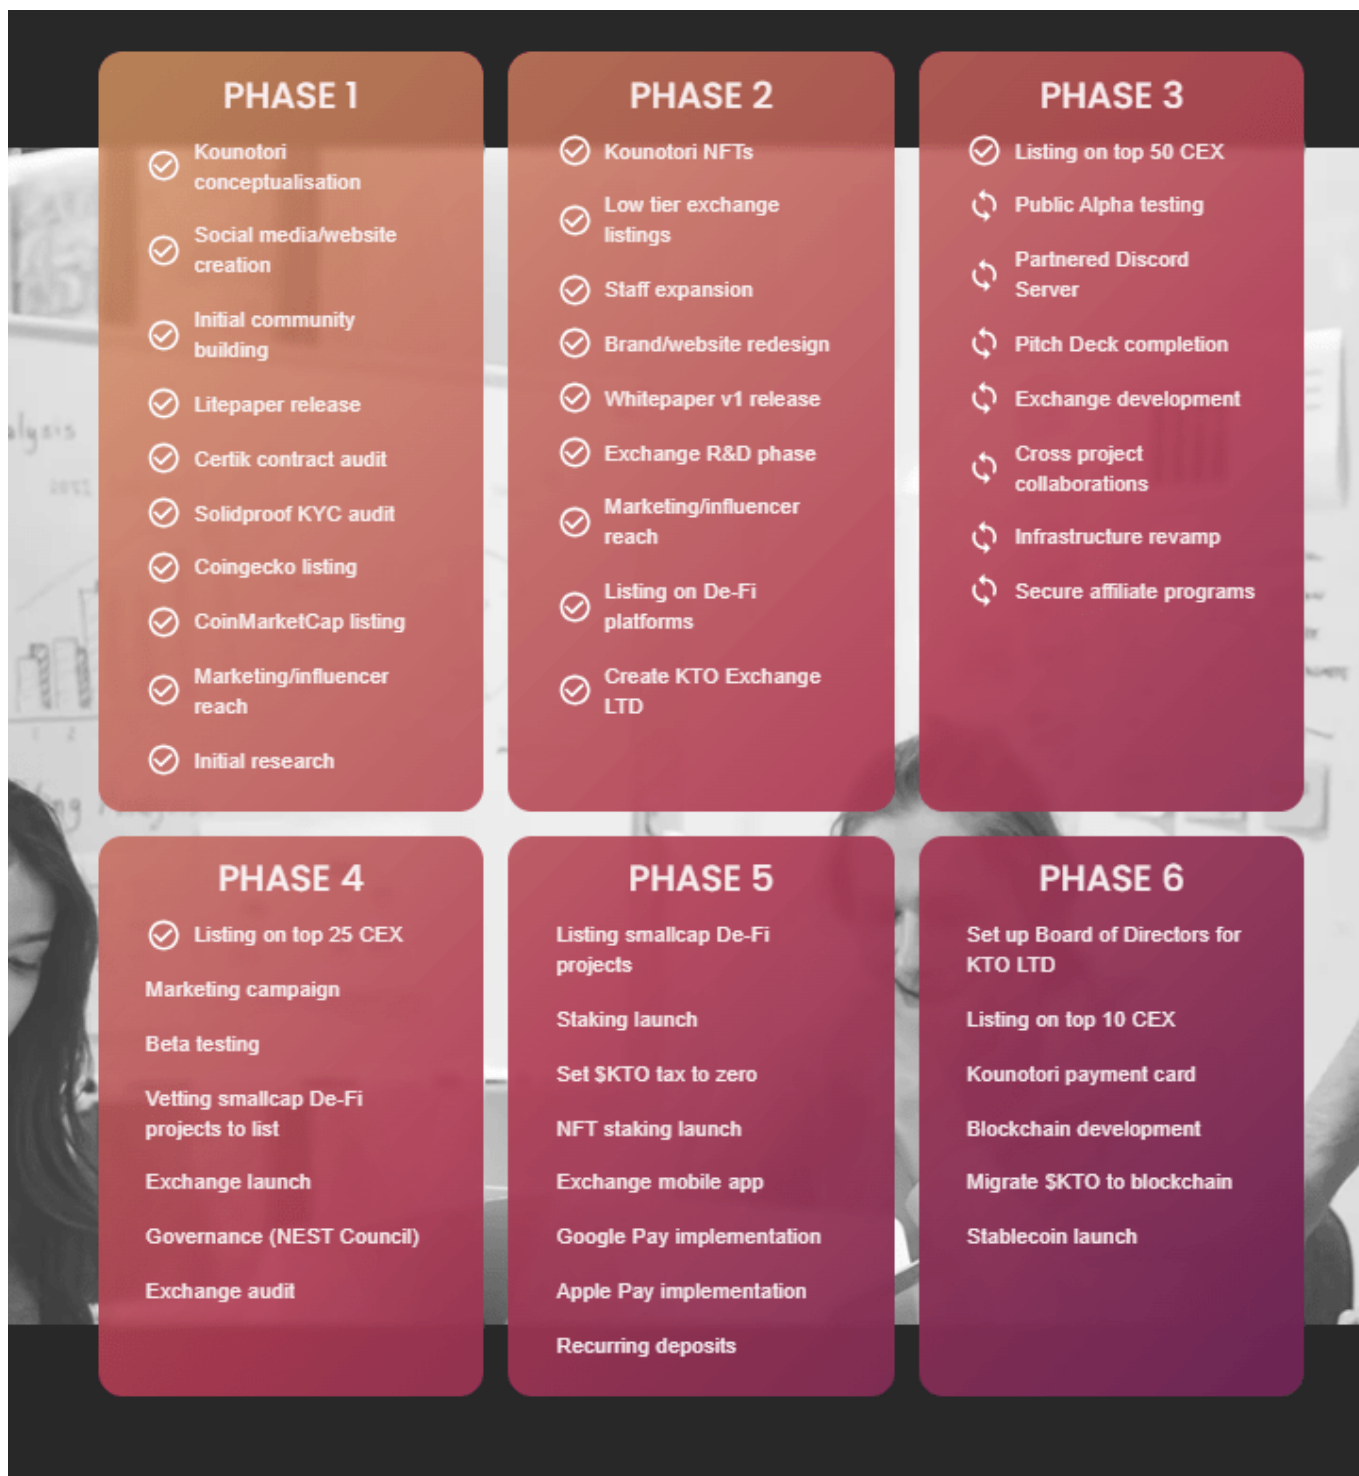 PHASE 1
Kounotori
conceptualisation
Social media/website
creation
Initial community
building
Litepaper release
Certik contract audit
Solidproof KYC audit
Coingecko listing
CoinMarketCap listing
Marketing/influencer
reach
Initial research
PHASE 2
Kounotori NFTs
Low tier exchange
listings
Staff expansion
Brand/website redesign
Whitepaper v1 release
Exchange R&D phase
Marketing/influencer
reach
Listing on De-Fi
platforms
Create KTO Exchange
LTD
PHASE 3
Listing on top 50 CEX
Public Alpha testing
Partnered Discord
Server
Pitch Deck completion
Exchange development
Cross project
collaborations
Infrastructure revamp
Secure affiliate programs
PHASE 4
Listing on top 25 CEX
Marketing campaign
Beta testing
Vetting smallcap De-Fi
projects to list
Exchange launch
Governance (NEST Council)
Exchange audit
PHASE 5
Listing smallcap De-Fi
projects
Staking launch
Set $KTO tax to zero
NFT staking launch
Exchange mobile app
Google Pay implementation
Apple Pay implementation
Recurring deposits
PHASE 6
Set up Board of Directors for
KTO LTD
Listing on top 10 CEX
Kounotori payment card
Blockchain development
Migrate $KTO to blockchain
Stablecoin launch